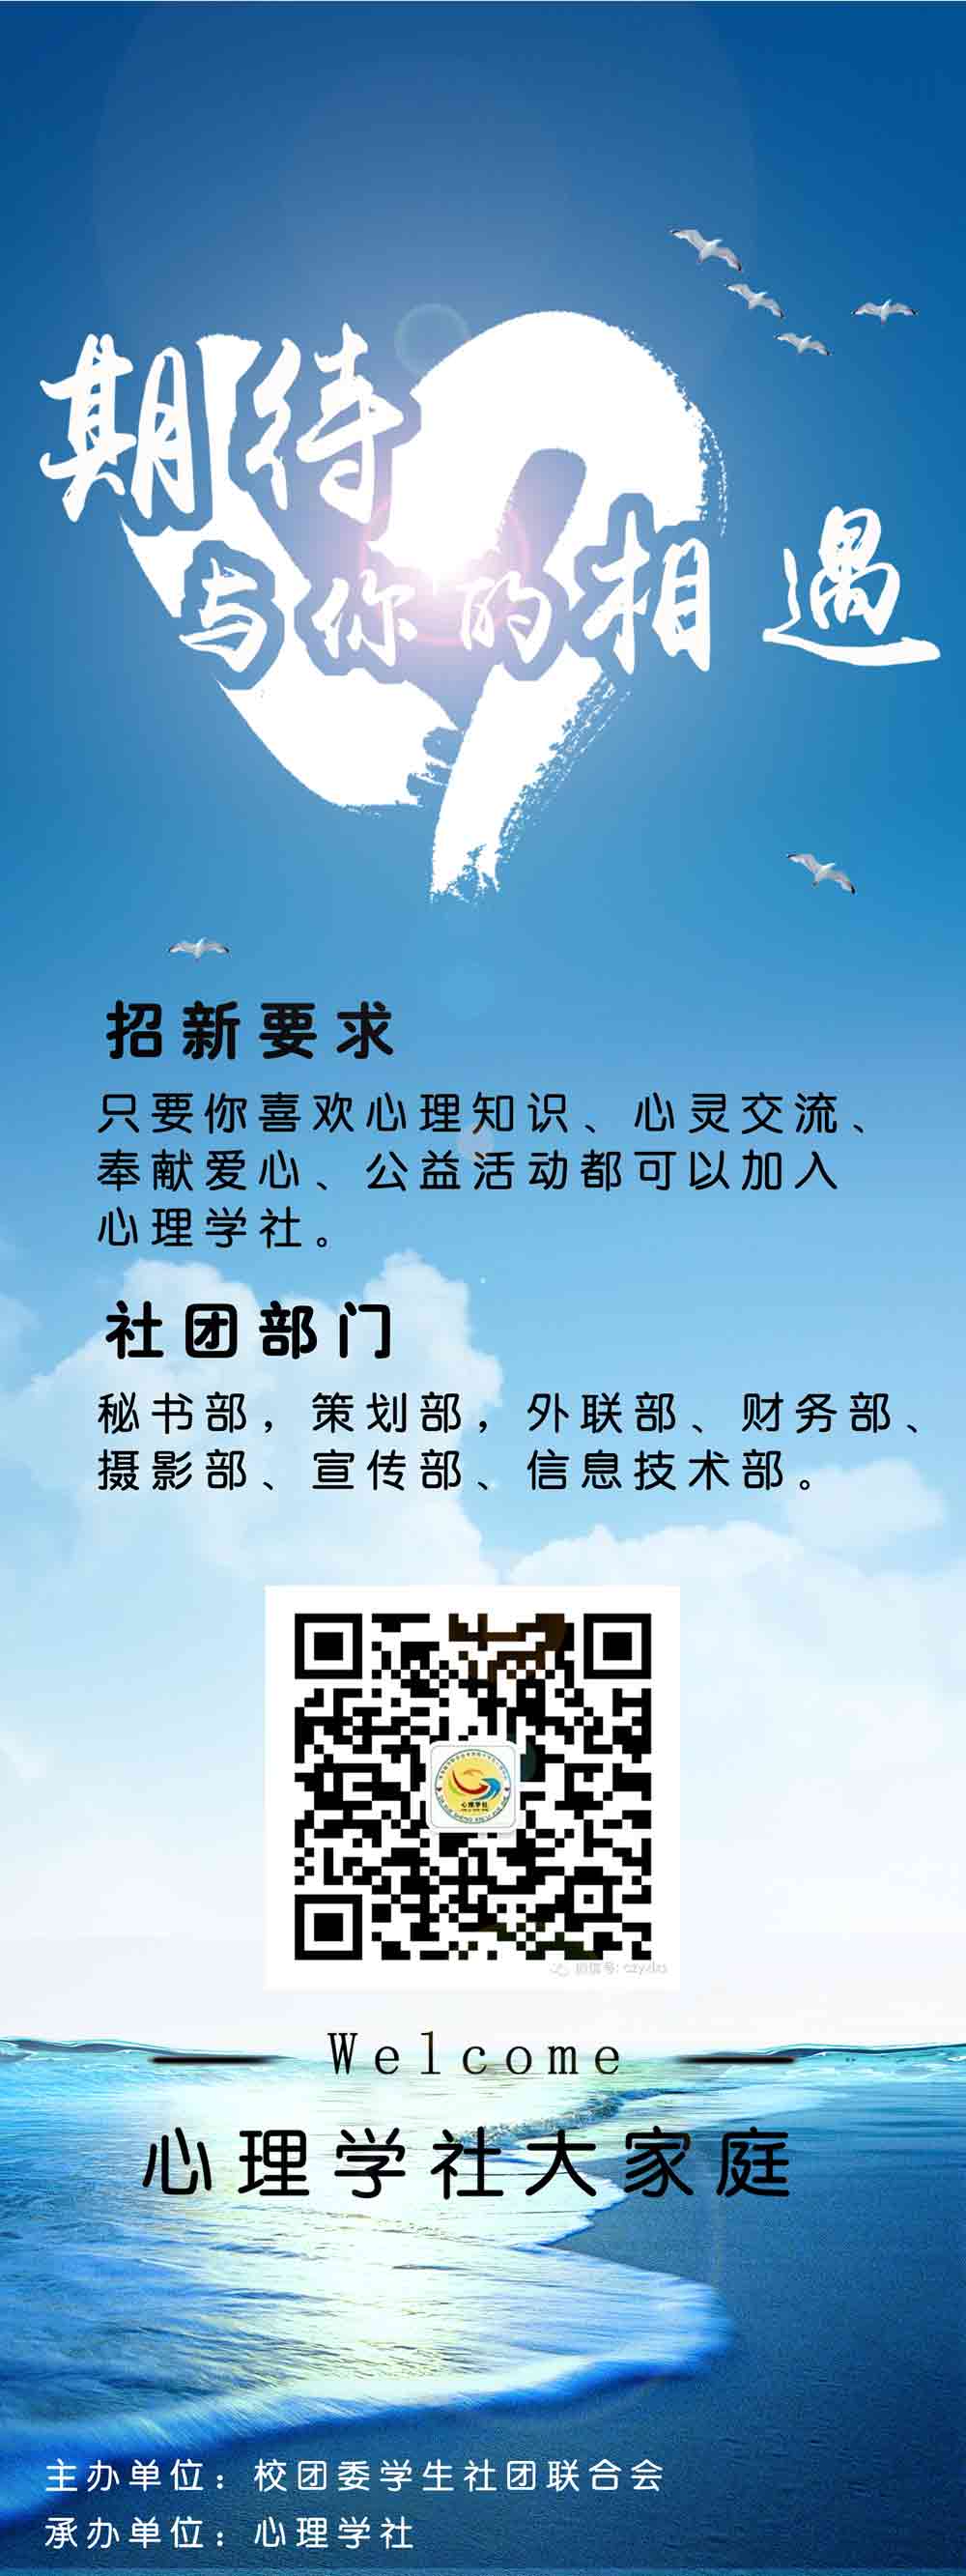 期待
与你的相遇
招新要求
只要你喜欢心理知识、心灵交流、
奉献爱心、公益活动都可以加入
心理学社。
社团部门
秘书部，策划部，外联部、财务部、
摄影部、宣传部、信息技术部。
心理学社
微信号:
Welcome
心理学社大家庭
主办单位：校团委学生社团联合会
承办单位：心理学社